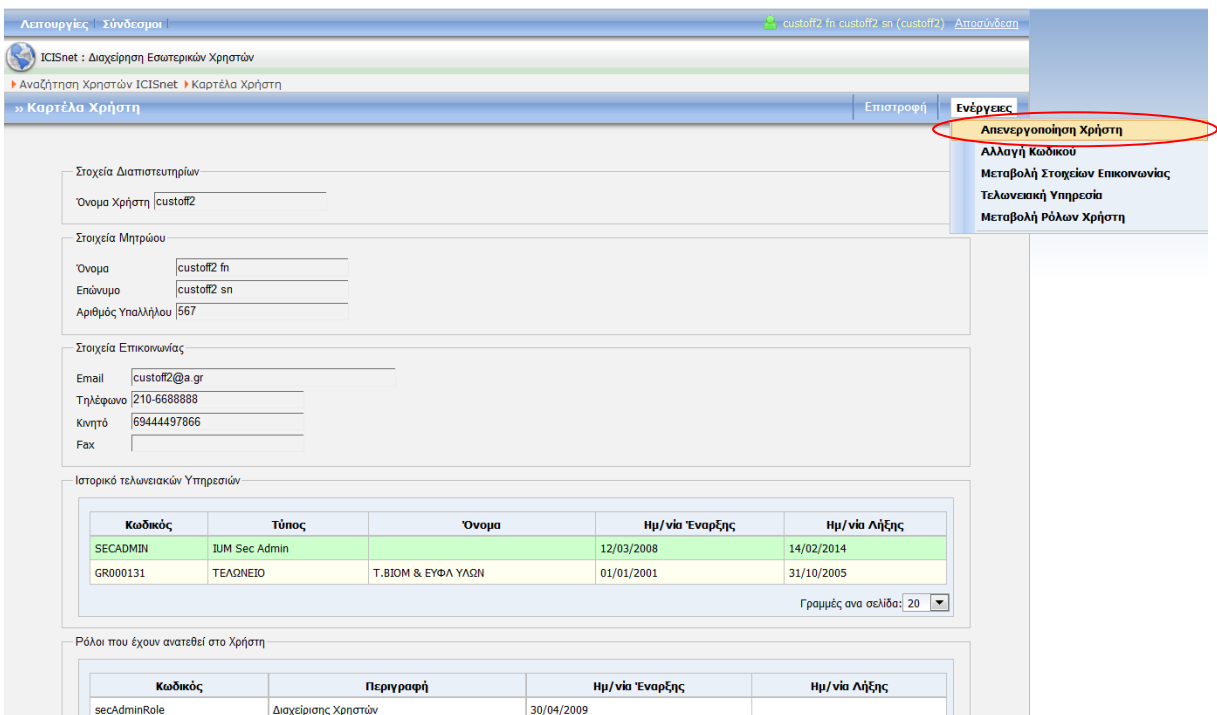 Λειτουργίες Σύνδεσμοι custoff2 fn custoff2 sn (custoff2) Αποσύνδεση
ICISnet : Διαχείρηση Εσωτερικών Χρηστών
Αναζήτηση Χρηστών ICISnet Καρτέλα Χρήστη
» Καρτέλα Χρήστη Επιστροφή Ενέργειες
Απενεργοποίηση Χρήστη
Αλλαγή Κωδικού
Μεταβολή Στοιχείων Επικοινωνίας
Τελωνειακή Υπηρεσία
Μεταβολή Ρόλων Χρήστη
Στοχεία Διαπιστευτηρίων
Όνομα Χρήστη custoff2
Στοιχεία Μητρώου
Όνομα custoff2 fn
Επώνυμο custoff2 sn
Αριθμός Υπαλλήλου 567
Στοιχεία Επικοινωνίας
Email custoff2@a.gr
Τηλέφωνο 210-6688888
Κινητό 69444497866
Fax
Ιστορικό τελωνειακών Υπηρεσιών
Κωδικός Τύπος Όνομα Ημ/νία Έναρξης Ημ/νία Λήξης
SECADMIN IUM Sec Admin 12/03/2008 14/02/2014
GR000131 ΤΕΛΩΝΕΙΟ Τ.ΒΙΟΜ & ΕΥΦΛ ΥΛΩΝ 01/01/2001 31/10/2005
Γραμμές ανα σελίδα: 20
Ρόλοι που έχουν ανατεθεί στο Χρήστη
Κωδικός Περιγραφή Ημ/νία Έναρξης Ημ/νία Λήξης
secAdminRole Διαχείρισης Χρηστών 30/04/2009